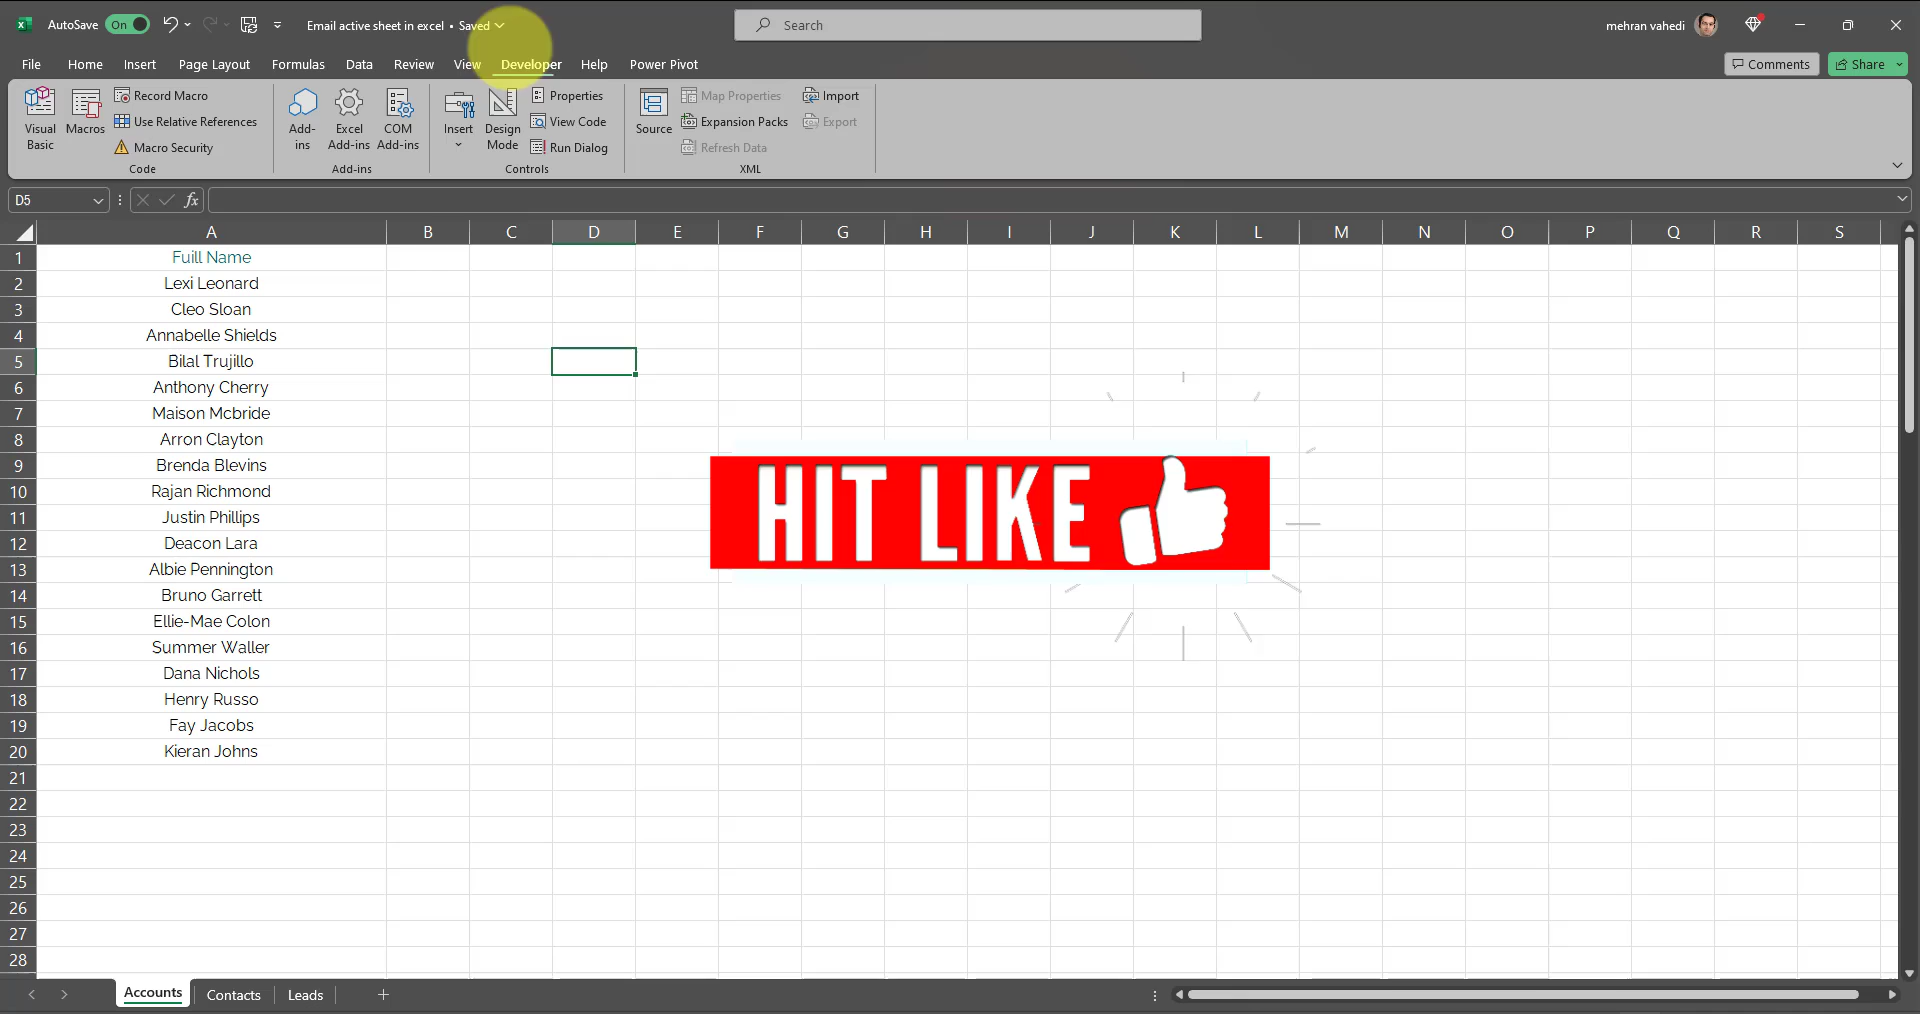 AutoSave On Email active sheet in excel • Saved Search mehran vahedi
File Home Insert Page Layout Formulas Data Review View Developer Help Power Pivot Comments Share
Visual Basic
Macros
Record Macro
Use Relative References
Macro Security
Code
Add-ins
Excel Add-ins
COM Add-ins
Add-ins
Insert
Design Mode
Properties
View Code
Run Dialog
Controls
Source
Map Properties
Expansion Packs
Refresh Data
Import
Export
XML
D5 fx
A B C D E F G H I J K L M N O P Q R S
1 Fuill Name
2 Lexi Leonard
3 Cleo Sloan
4 Annabelle Shields
5 Bilal Trujillo
6 Anthony Cherry
7 Maison Mcbride
8 Arron Clayton
9 Brenda Blevins
10 Rajan Richmond
11 Justin Phillips
12 Deacon Lara
13 Albie Pennington
14 Bruno Garrett
15 Ellie-Mae Colon
16 Summer Waller
17 Dana Nichols
18 Henry Russo
19 Fay Jacobs
20 Kieran Johns
21
22
23
24
25
26
27
28
HIT LIKE
Accounts Contacts Leads